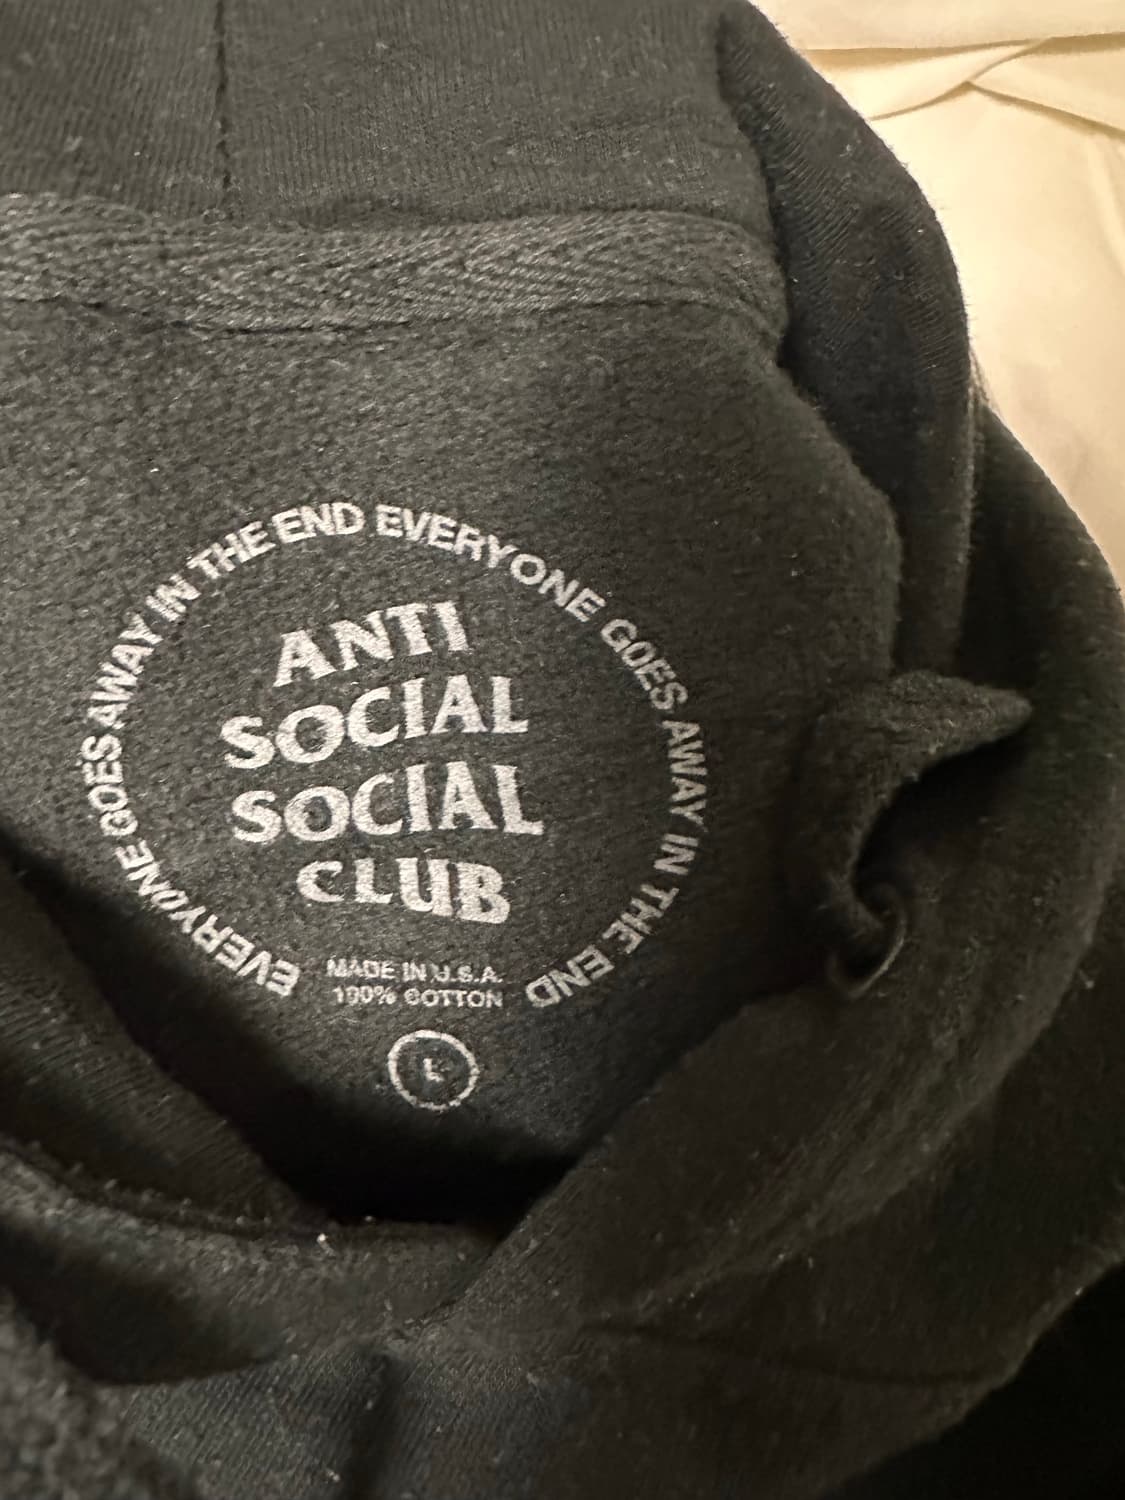 EVERYONE GOES AWAY IN THE END EVERYONE GOES AWAY IN THE END
ANTI
SOCIAL
SOCIAL
CLUB
MADE IN U.S.A.
100% COTTON
L